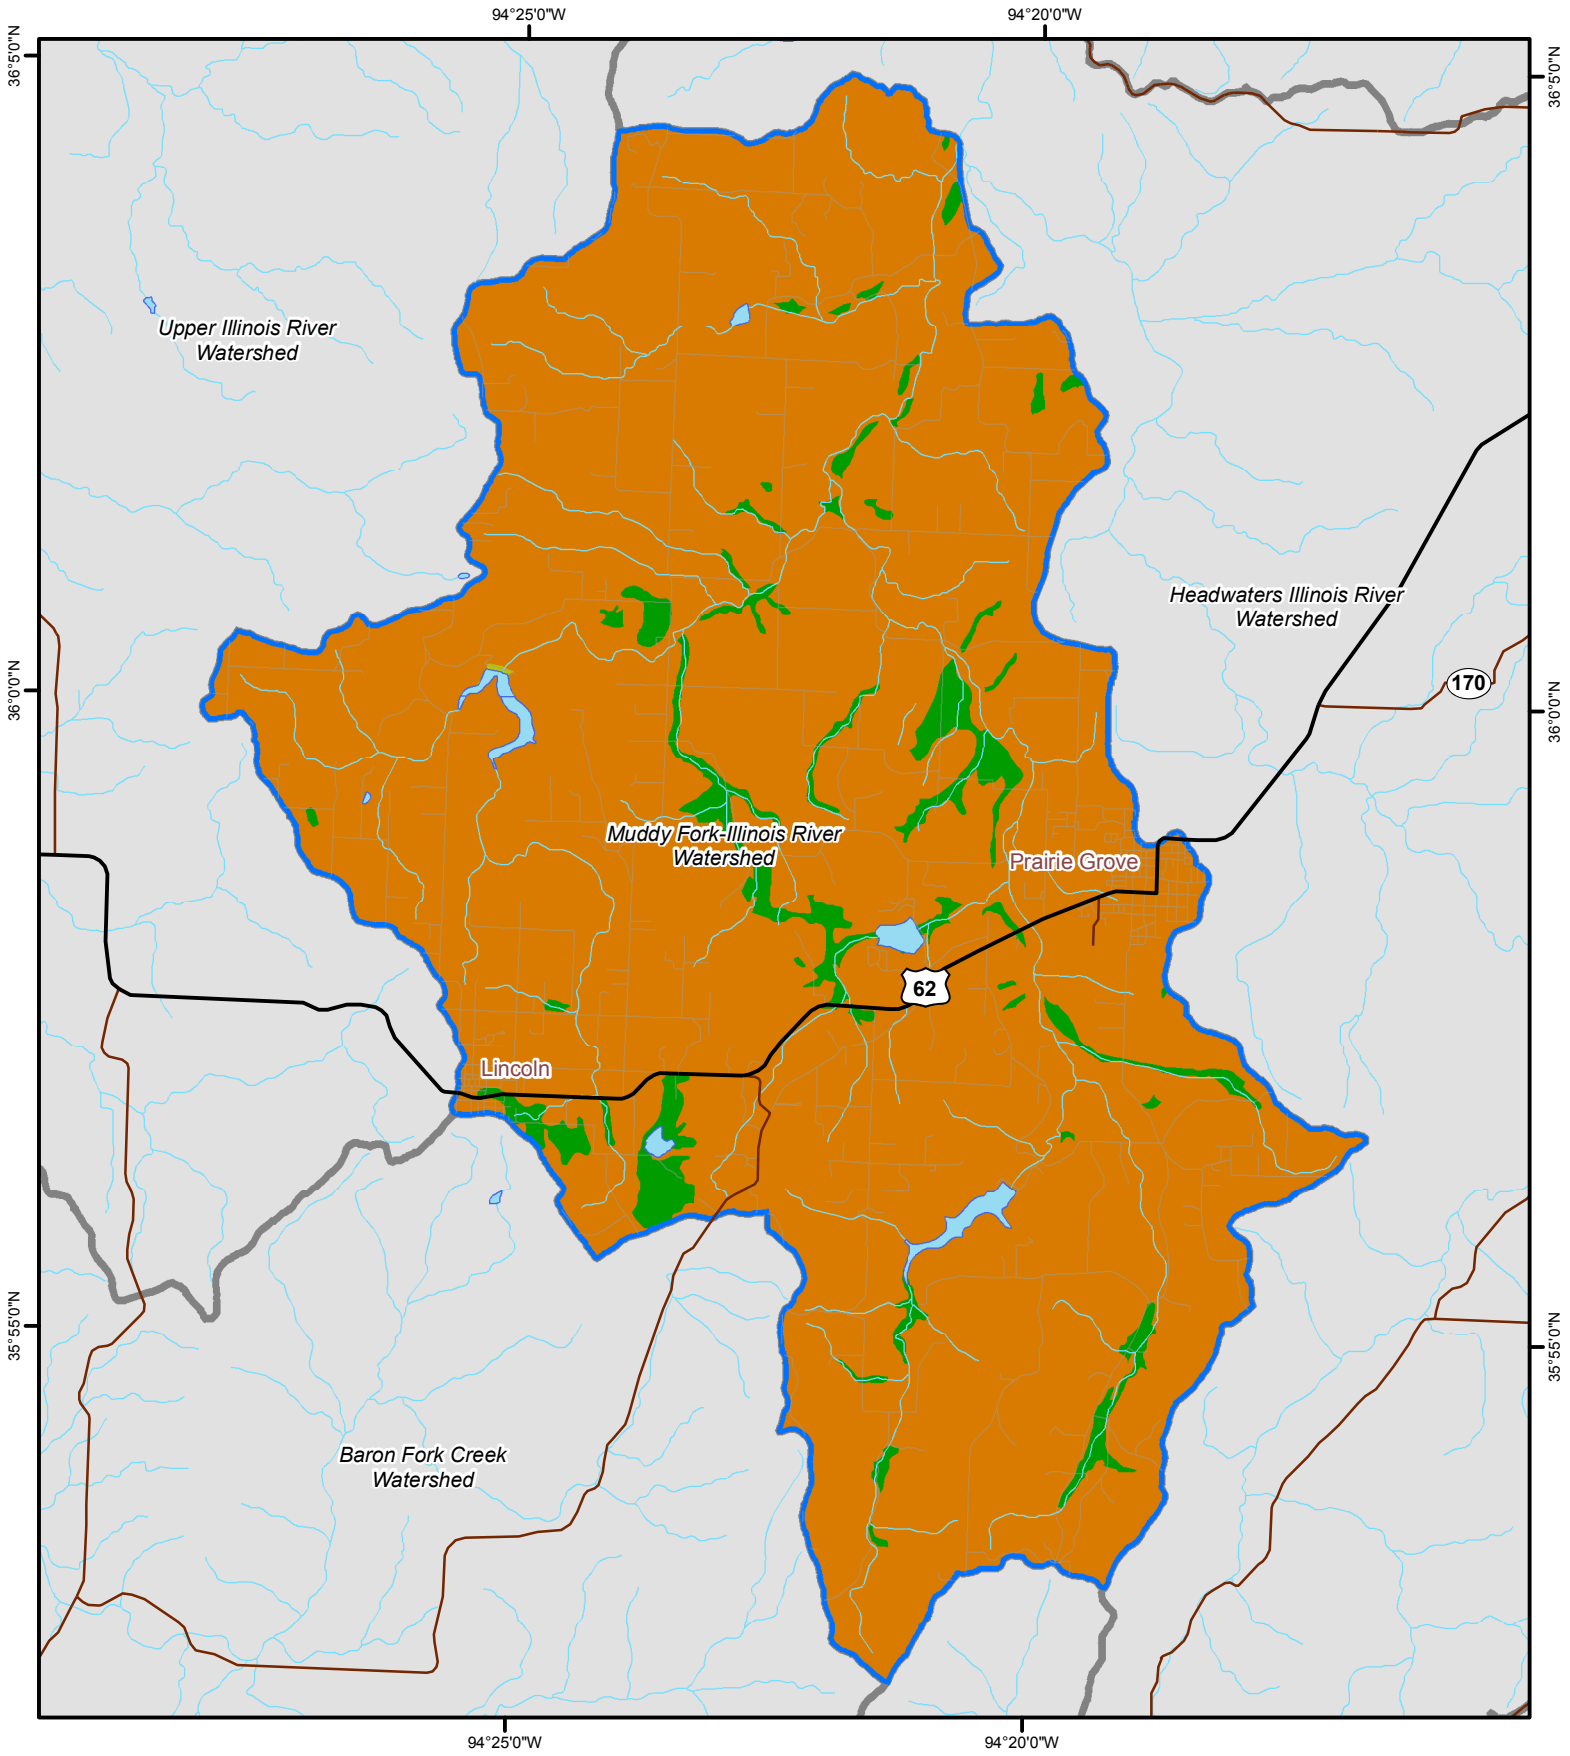 94°25'0"W
94°20'0"W
36°5'0"N
36°5'0"N
Upper Illinois River
Watershed
Headwaters Illinois River
Watershed
36°0'0"N
170
36°0'0"N
Muddy Fork-Illinois River
Watershed
Prairie Grove
62
Lincoln
35°55'0"N
35°55'0"N
Baron Fork Creek
Watershed
94°25'0"W
94°20'0"W